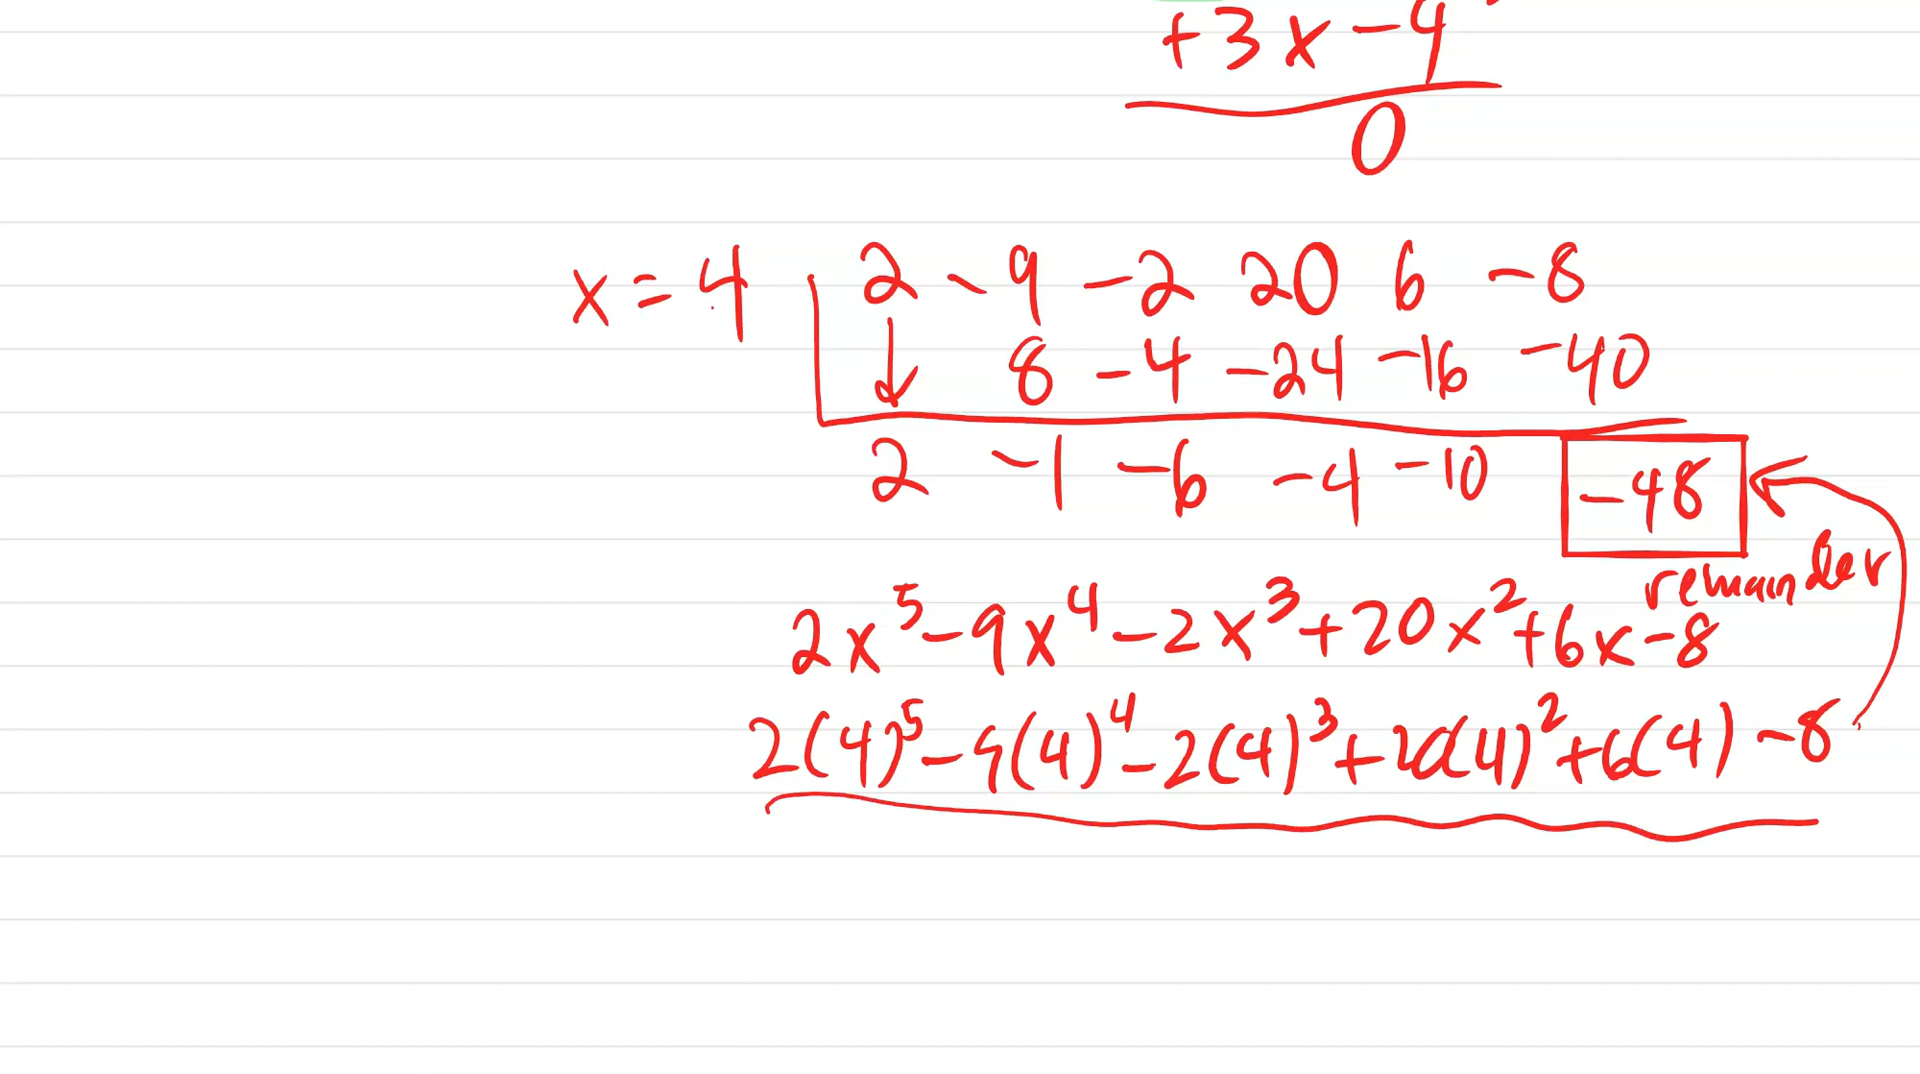 +3x-4
0
x = 4 2 -9 -2 20 6 -8
8 -4 -24 -16 -40
2 -1 -6 -4 -10 -48
remainder
2x⁵-9x⁴-2x³+20x²+6x-8
2(4)⁵-9(4)⁴-2(4)³+20(4)²+6(4)-8